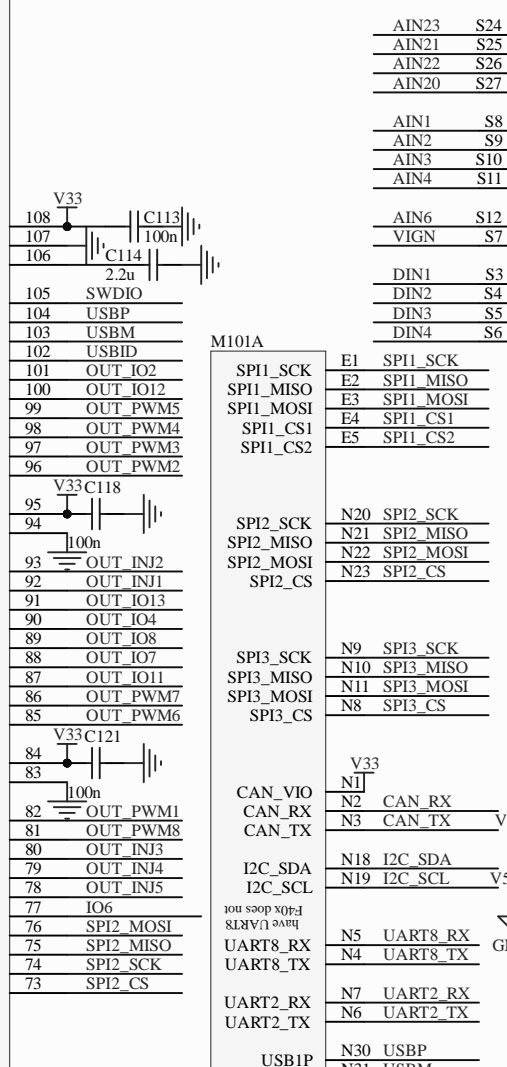 AIN23 S24
AIN21 S25
AIN22 S26
AIN20 S27
AIN1 S8
AIN2 S9
AIN3 S10
AIN4 S11
AIN6 S12
VIGN S7
DIN1 S3
DIN2 S4
DIN3 S5
DIN4 S6
V33
108 C113
107 100n
106 C114
2.2u
105 SWDIO
104 USBP
103 USBM
102 USBID
101 OUT_IO2
100 OUT_IO12
99 OUT_PWM5
98 OUT_PWM4
97 OUT_PWM3
96 OUT_PWM2
V33 C118
95
94
100n
93 OUT_INJ2
92 OUT_INJ1
91 OUT_IO13
90 OUT_IO4
89 OUT_IO8
88 OUT_IO7
87 OUT_IO11
86 OUT_PWM7
85 OUT_PWM6
V33 C121
84
83
100n
82 OUT_PWM1
81 OUT_PWM8
80 OUT_INJ3
79 OUT_INJ4
78 OUT_INJ5
77 IO6
76 SPI2_MOSI
75 SPI2_MISO
74 SPI2_SCK
73 SPI2_CS
M101A
SPI1_SCK E1 SPI1_SCK
SPI1_MISO E2 SPI1_MISO
SPI1_MOSI E3 SPI1_MOSI
SPI1_CS1 E4 SPI1_CS1
SPI1_CS2 E5 SPI1_CS2
SPI2_SCK N20 SPI2_SCK
SPI2_MISO N21 SPI2_MISO
SPI2_MOSI N22 SPI2_MOSI
SPI2_CS N23 SPI2_CS
SPI3_SCK N9 SPI3_SCK
SPI3_MISO N10 SPI3_MISO
SPI3_MOSI N11 SPI3_MOSI
SPI3_CS N8 SPI3_CS
V33
CAN_VIO N1
CAN_RX N2 CAN_RX
CAN_TX N3 CAN_TX V
I2C_SDA N18 I2C_SDA
I2C_SCL N19 I2C_SCL V5
F40x does not
have UART8
UART8_RX N5 UART8_RX
UART8_TX N4 UART8_TX
UART2_RX N7 UART2_RX
UART2_TX N6 UART2_TX
USB1P N30 USBP
N31 USBM